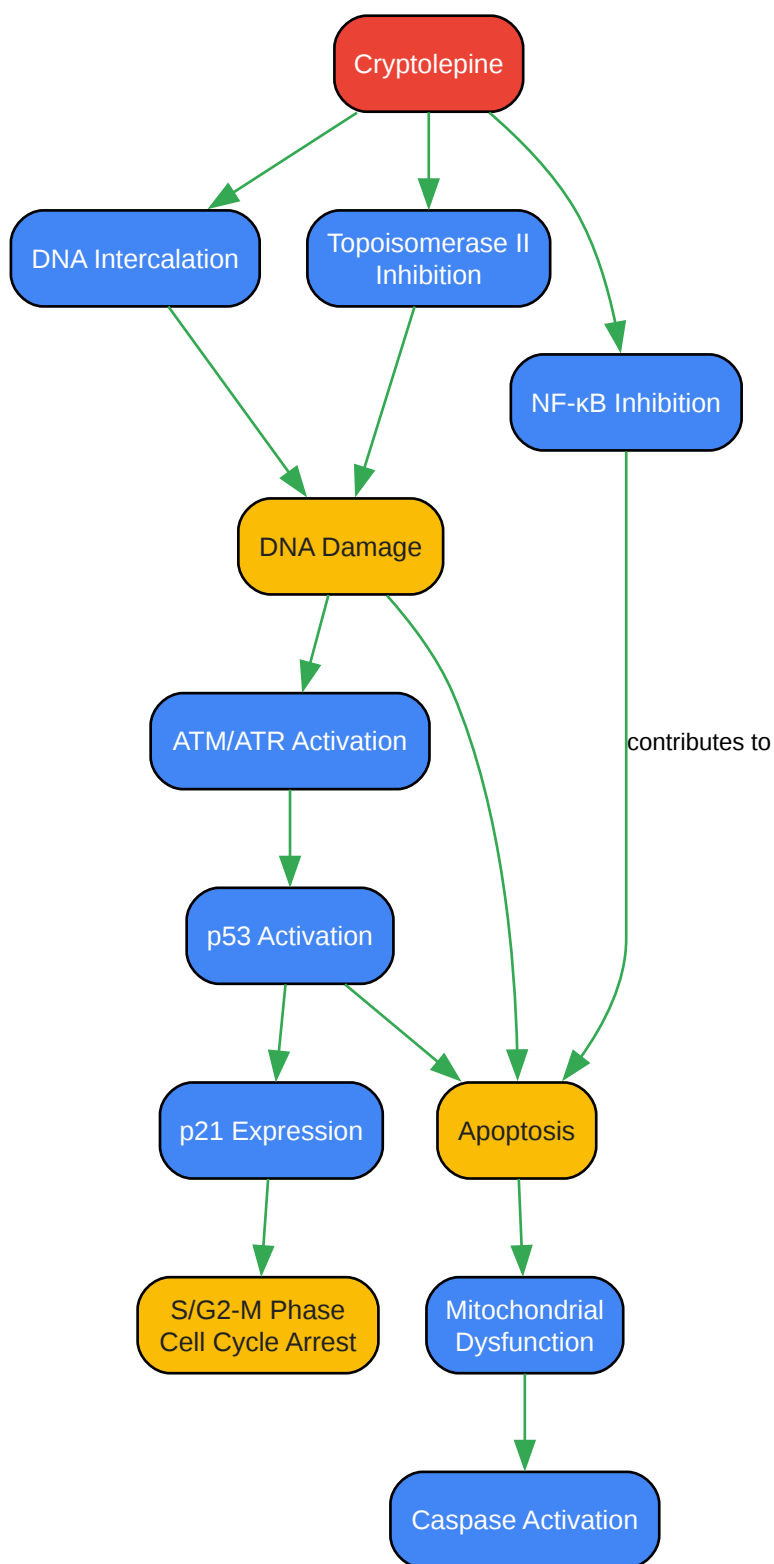 Cryptolepine
DNA Intercalation
Topoisomerase II
Inhibition
NF-κB Inhibition
DNA Damage
ATM/ATR Activation
contributes to
p53 Activation
p21 Expression
Apoptosis
S/G2-M Phase
Cell Cycle Arrest
Mitochondrial
Dysfunction
Caspase Activation